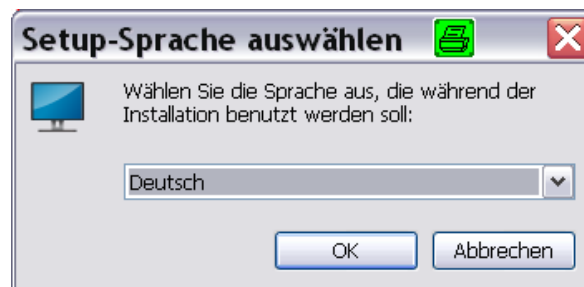 Setup-Sprache auswählen
Wählen Sie die Sprache aus, die während der
Installation benutzt werden soll:
Deutsch
OK
Abbrechen